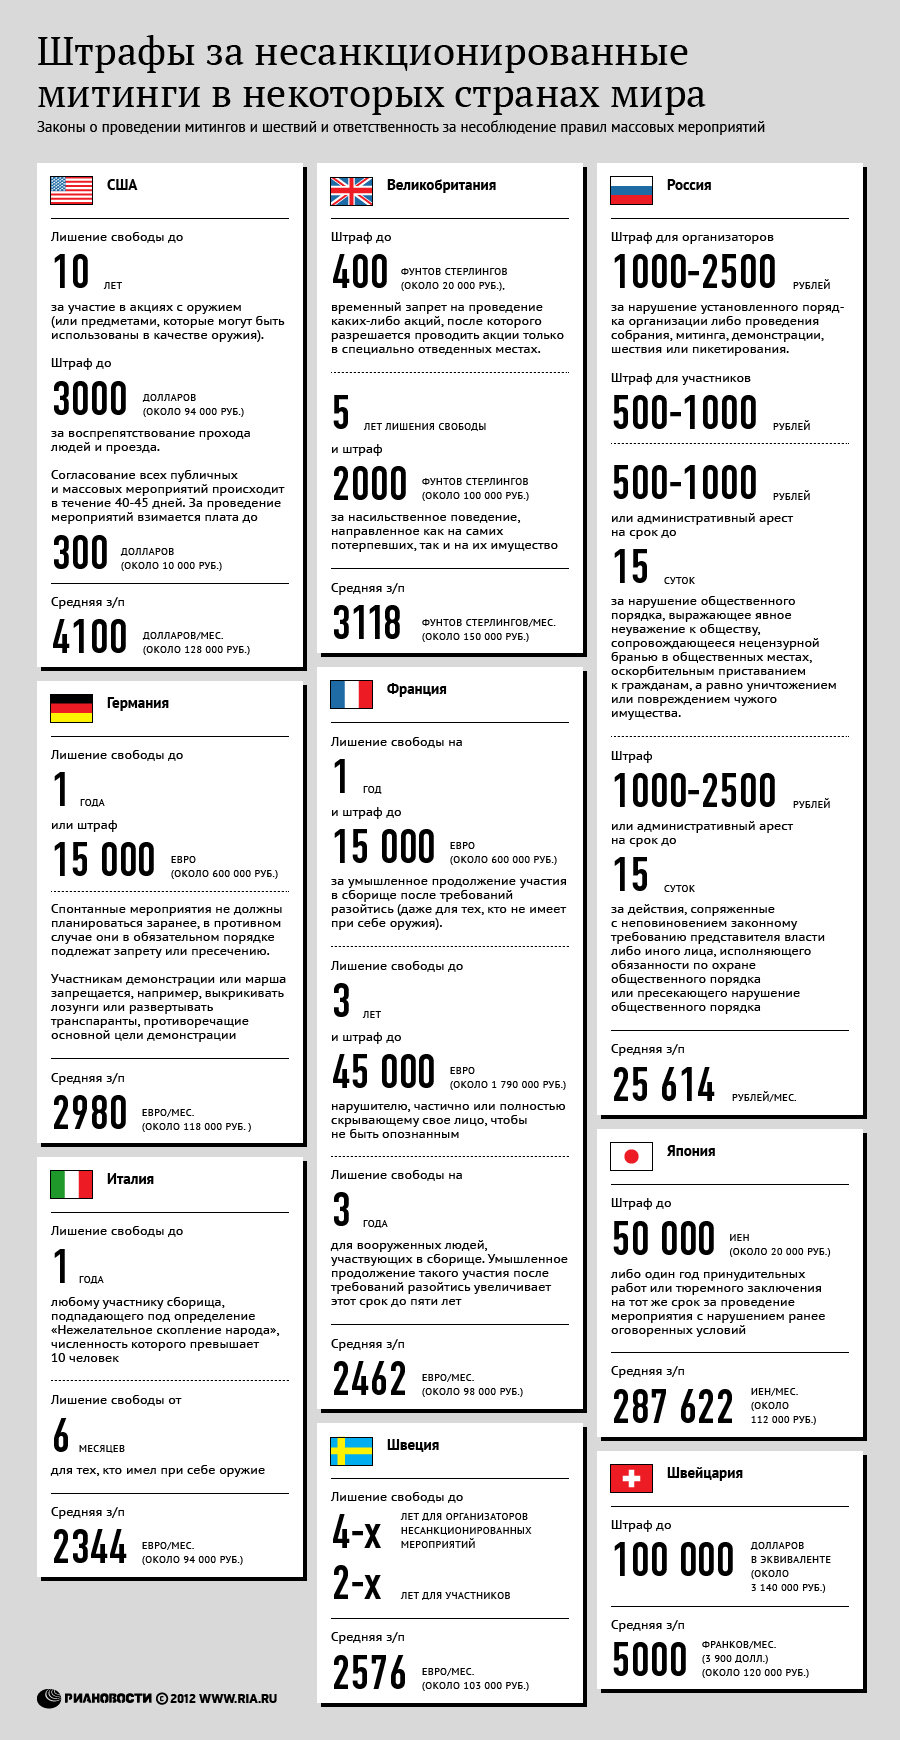 Штрафы за несанкционированные
митинги в некоторых странах мира
Законы о проведении митингов и шествий и ответственность за несоблюдение правил массовых мероприятий
США
Лишение свободы до
10 ЛЕТ
за участие в акциях с оружием
(или предметами, которые могут быть
использованы в качестве оружия).
Штраф до
3000 ДОЛЛАРОВ
(ОКОЛО 94 000 РУБ.)
за воспрепятствование прохода
людей и проезда.
Согласование всех публичных
и массовых мероприятий происходит
в течение 40-45 дней. За проведение
мероприятий взимается плата до
300 ДОЛЛАРОВ
(ОКОЛО 10 000 РУБ.)
Средняя з/п
4100 ДОЛЛАРОВ/МЕС.
(ОКОЛО 128 000 РУБ.)
Германия
Лишение свободы до
1 ГОДА
или штраф
15 000 ЕВРО
(ОКОЛО 600 000 РУБ.)
Спонтанные мероприятия не должны
планироваться заранее, в противном
случае они в обязательном порядке
подлежат запрету или пресечению.
Участникам демонстрации или марша
запрещается, например, выкрикивать
лозунги или развертывать
транспаранты, противоречащие
основной цели демонстрации
Средняя з/п
2980 ЕВРО/МЕС.
(ОКОЛО 118 000 РУБ. )
Италия
Лишение свободы до
1 ГОДА
любому участнику сборища,
подпадающего под определение
«Нежелательное скопление народа»,
численность которого превышает
10 человек
Лишение свободы от
6 МЕСЯЦЕВ
для тех, кто имел при себе оружие
Средняя з/п
2344 ЕВРО/МЕС.
(ОКОЛО 94 000 РУБ.)
Великобритания
Штраф до
400 ФУНТОВ СТЕРЛИНГОВ
(ОКОЛО 20 000 РУБ.),
временный запрет на проведение
каких-либо акций, после которого
разрешается проводить акции только
в специально отведенных местах.
5 ЛЕТ ЛИШЕНИЯ СВОБОДЫ
и штраф
2000 ФУНТОВ СТЕРЛИНГОВ
(ОКОЛО 100 000 РУБ.)
за насильственное поведение,
направленное как на самих
потерпевших, так и на их имущество
Средняя з/п
3118 ФУНТОВ СТЕРЛИНГОВ/МЕС.
(ОКОЛО 150 000 РУБ.)
Франция
Лишение свободы на
1 ГОД
и штраф до
15 000 ЕВРО
(ОКОЛО 600 000 РУБ.)
за умышленное продолжение участия
в сборище после требований
разойтись (даже для тех, кто не имеет
при себе оружия).
Лишение свободы до
3 ЛЕТ
и штраф до
45 000 ЕВРО
(ОКОЛО 1 790 000 РУБ.)
нарушителю, частично или полностью
скрывающему свое лицо, чтобы
не быть опознанным
Лишение свободы на
3 ГОДА
для вооруженных людей,
участвующих в сборище. Умышленное
продолжение такого участия после
требований разойтись увеличивает
этот срок до пяти лет
Средняя з/п
2462 ЕВРО/МЕС.
(ОКОЛО 98 000 РУБ.)
Швеция
Лишение свободы до
4-х ЛЕТ ДЛЯ ОРГАНИЗАТОРОВ
НЕСАНКЦИОНИРОВАННЫХ
МЕРОПРИЯТИЙ
2-х ЛЕТ ДЛЯ УЧАСТНИКОВ
Средняя з/п
2576 ЕВРО/МЕС.
(ОКОЛО 103 000 РУБ.)
Россия
Штраф для организаторов
1000-2500 РУБЛЕЙ
за нарушение установленного поряд-
ка организации либо проведения
собрания, митинга, демонстрации,
шествия или пикетирования.
Штраф для участников
500-1000 РУБЛЕЙ
500-1000 РУБЛЕЙ
или административный арест
на срок до
15 СУТОК
за нарушение общественного
порядка, выражающее явное
неуважение к обществу,
сопровождающееся нецензурной
бранью в общественных местах,
оскорбительным приставанием
к гражданам, а равно уничтожением
или повреждением чужого
имущества.
Штраф
1000-2500 РУБЛЕЙ
или административный арест
на срок до
15 СУТОК
за действия, сопряженные
с неповиновением законному
требованию представителя власти
либо иного лица, исполняющего
обязанности по охране
общественного порядка
или пресекающего нарушение
общественного порядка
Средняя з/п
25 614 РУБЛЕЙ/МЕС.
Япония
Штраф до
50 000 ИЕН
(ОКОЛО 20 000 РУБ.)
либо один год принудительных
работ или тюремного заключения
на тот же срок за проведение
мероприятия с нарушением ранее
оговоренных условий
Средняя з/п
287 622 ИЕН/МЕС.
(ОКОЛО
112 000 РУБ.)
Швейцария
Штраф до
100 000 ДОЛЛАРОВ
В ЭКВИВАЛЕНТЕ
(ОКОЛО
3 140 000 РУБ.)
Средняя з/п
5000 ФРАНКОВ/МЕС.
(3 900 ДОЛЛ.)
(ОКОЛО 120 000 РУБ.)
РИАНОВОСТИ © 2012 WWW.RIA.RU